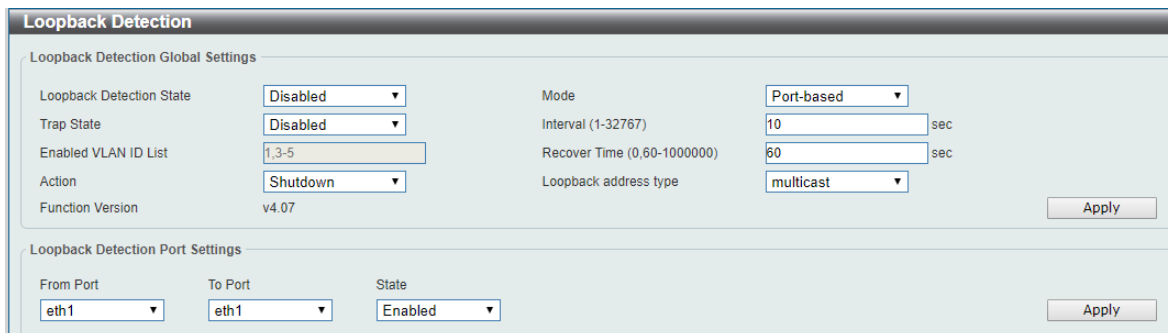 Loopback Detection
Loopback Detection Global Settings
Loopback Detection State Disabled Mode Port-based
Trap State Disabled Interval (1-32767) 10 sec
Enabled VLAN ID List 1,3-5 Recover Time (0,60-1000000) 60 sec
Action Shutdown Loopback address type multicast
Function Version v4.07 Apply
Loopback Detection Port Settings
From Port To Port State
eth1 eth1 Enabled Apply